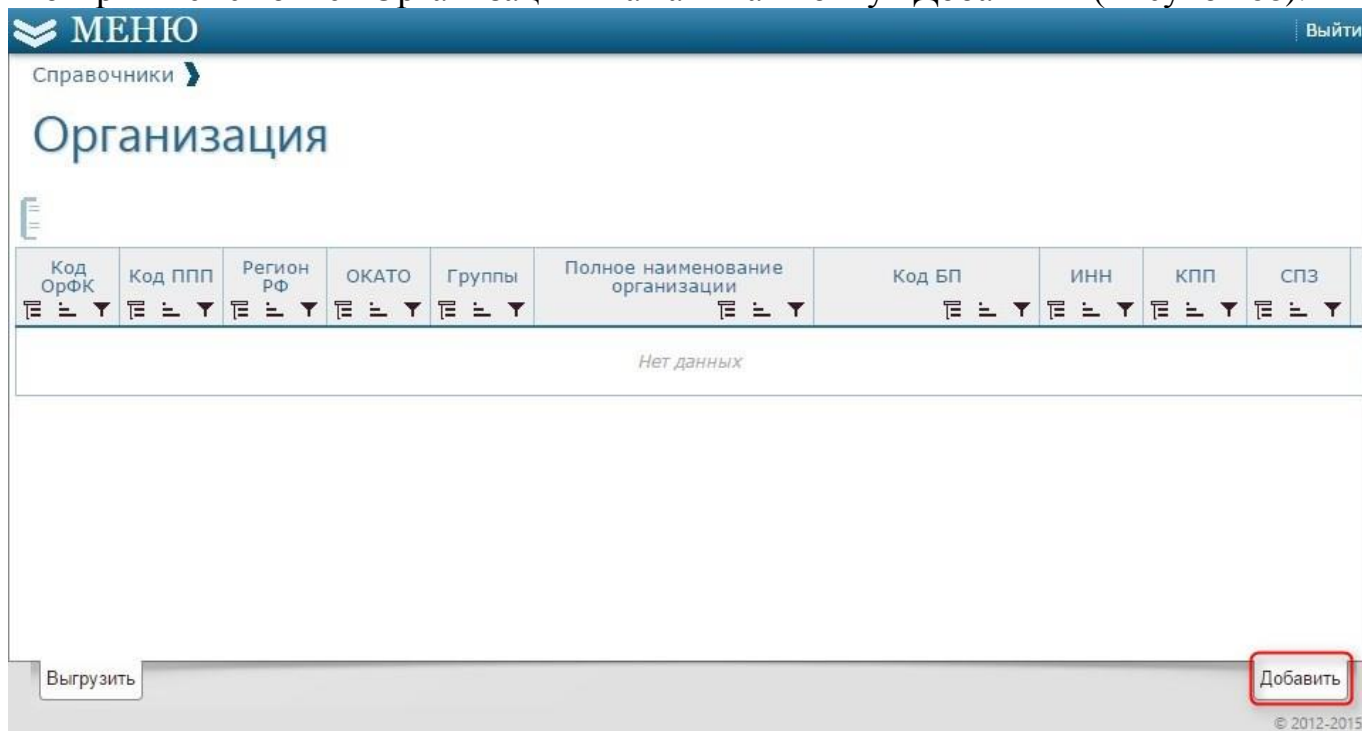 МЕНЮ
Выйти
Справочники
Организация
Код ОрФК
Код ППП
Регион РФ
ОКАТО
Группы
Полное наименование организации
Код БП
ИНН
КПП
СПЗ
Нет данных
Выгрузить
Добавить
© 2012-2015